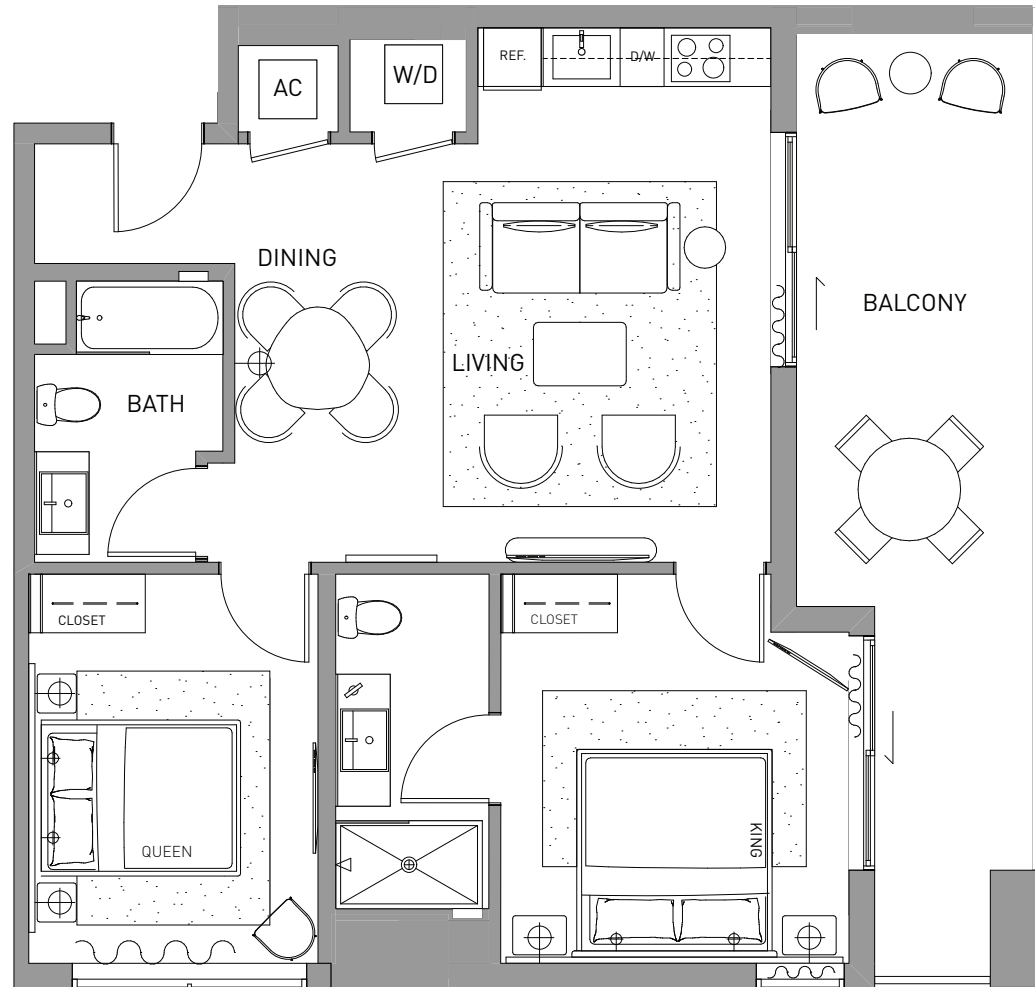 AC
W/D
REF.
D/W
DINING
BALCONY
LIVING
BATH
CLOSET
CLOSET
QUEEN
KING